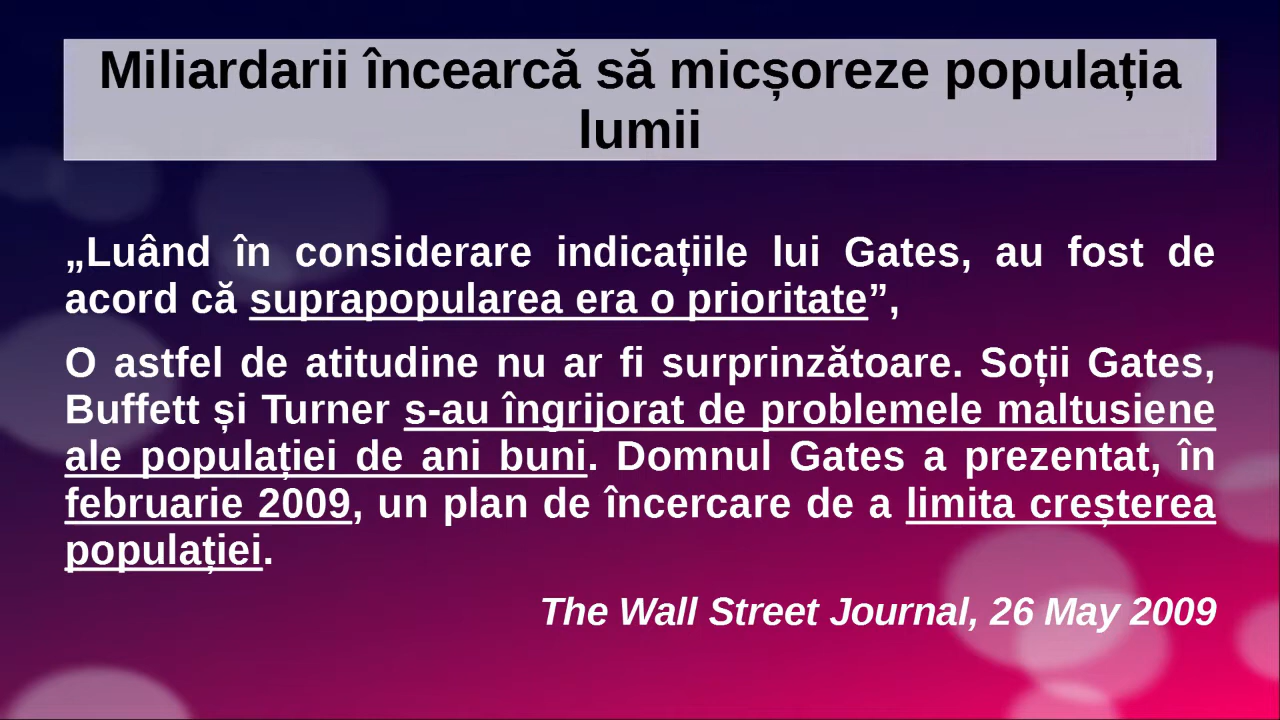 Miliardarii încearcă să micșoreze populația
lumii
„Luând în considerare indicațiile lui Gates, au fost de
acord că suprapopularea era o prioritate”,
O astfel de atitudine nu ar fi surprinzătoare. Soții Gates,
Buffett și Turner s-au îngrijorat de problemele maltusiene
ale populației de ani buni. Domnul Gates a prezentat, în
februarie 2009, un plan de încercare de a limita creșterea
populației.
The Wall Street Journal, 26 May 2009